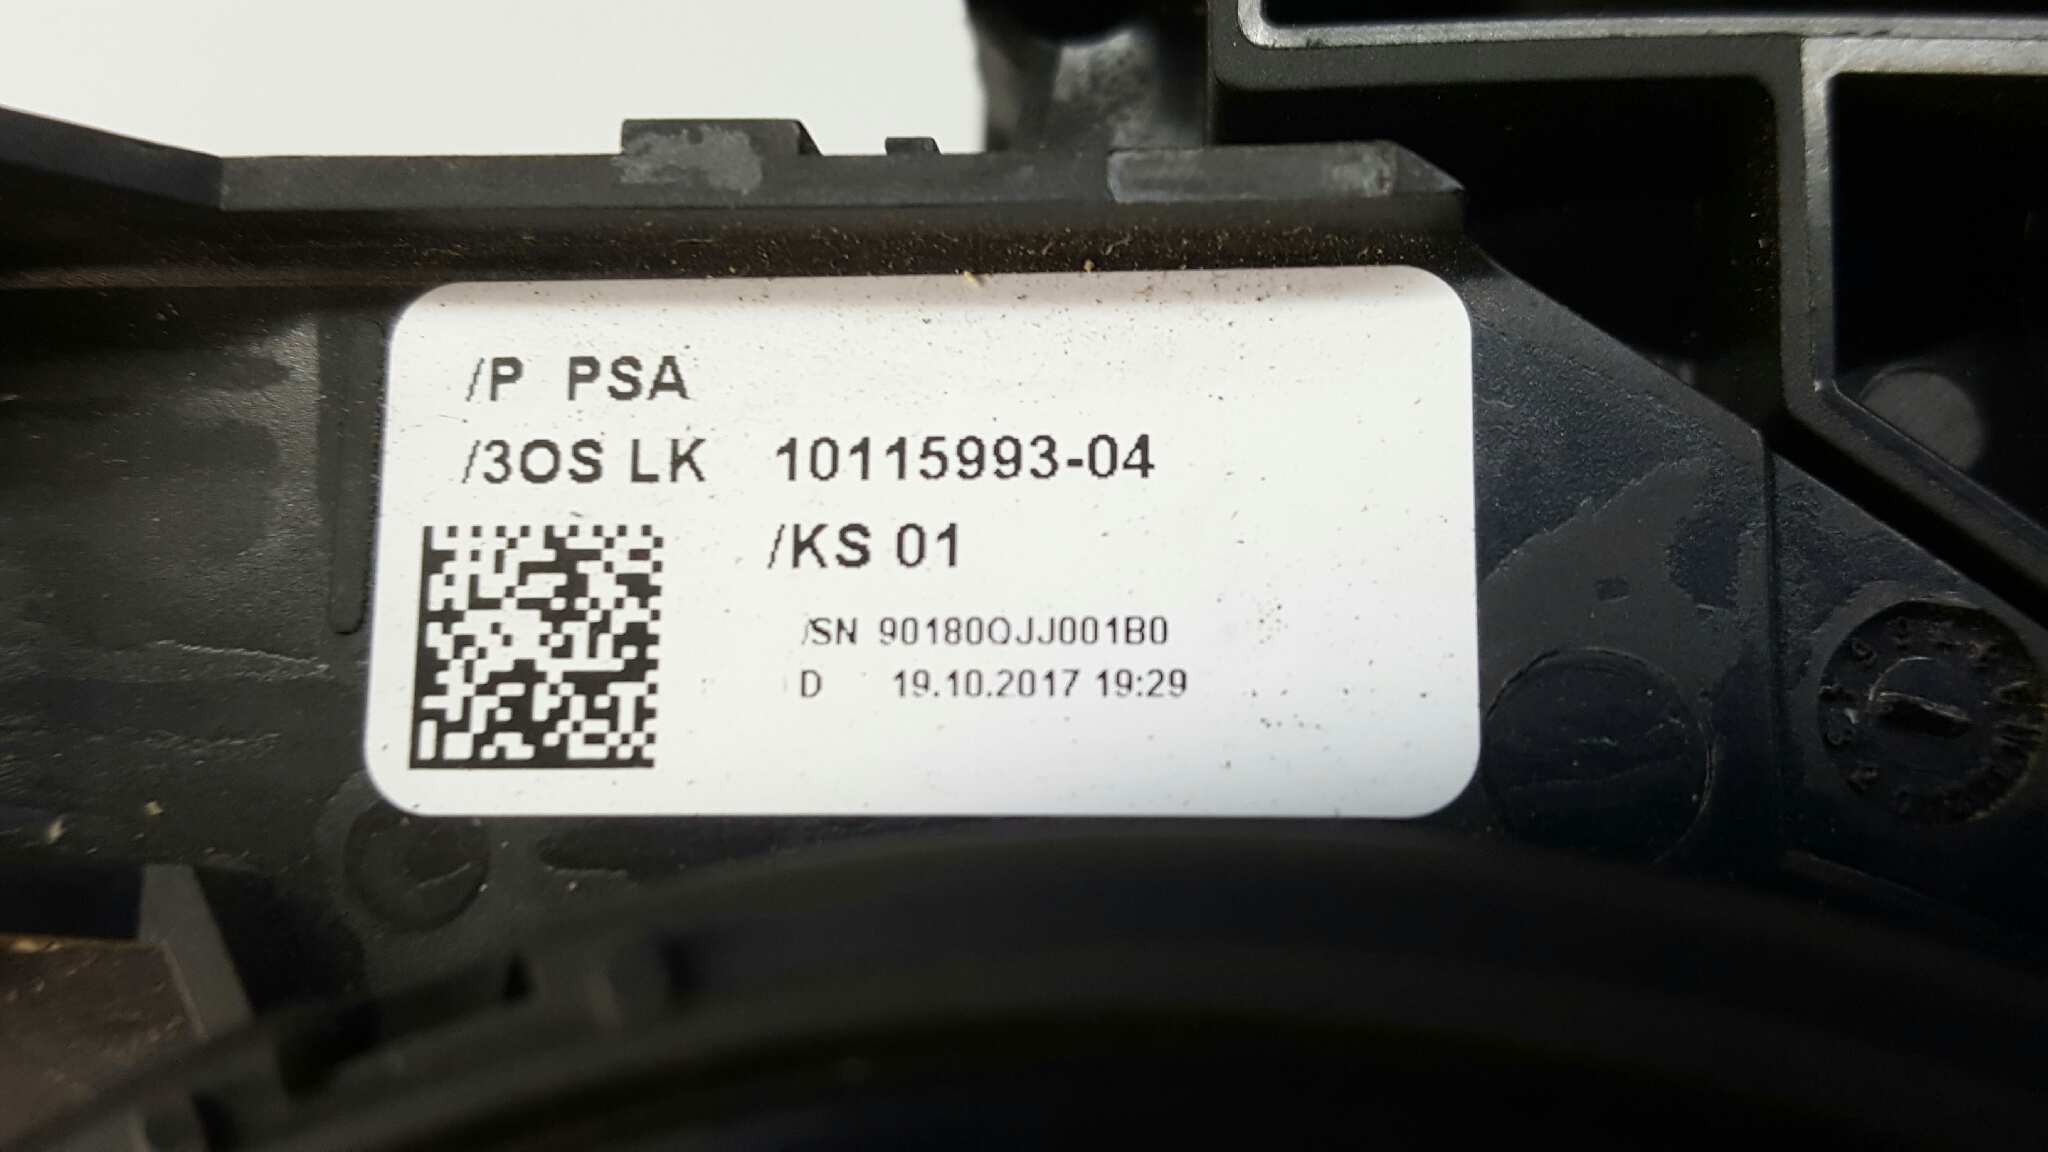 /P PSA
/3OS LK 10115993-04
/KS 01
/SN 90180QJJ001B0
D 19.10.2017 19:29